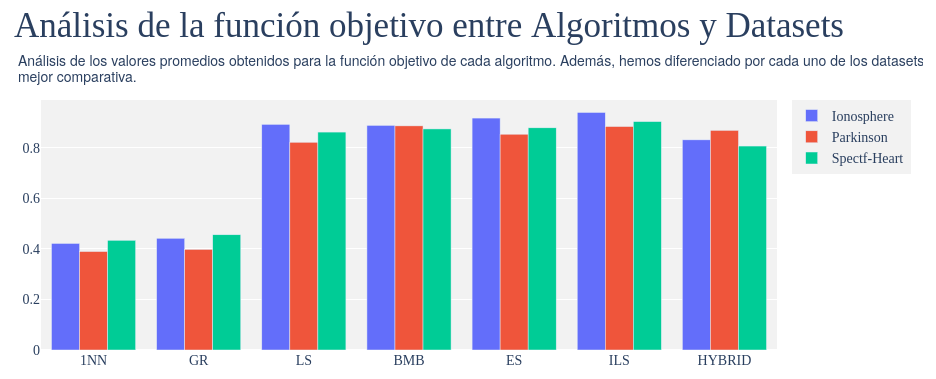 Análisis de la función objetivo entre Algoritmos y Datasets
Análisis de los valores promedios obtenidos para la función objetivo de cada algoritmo. Además, hemos diferenciado por cada uno de los datasets
mejor comparativa.
Ionosphere
Parkinson
Spectf-Heart
0.8
0.6
0.4
0.2
0
1NN GR LS BMB ES ILS HYBRID